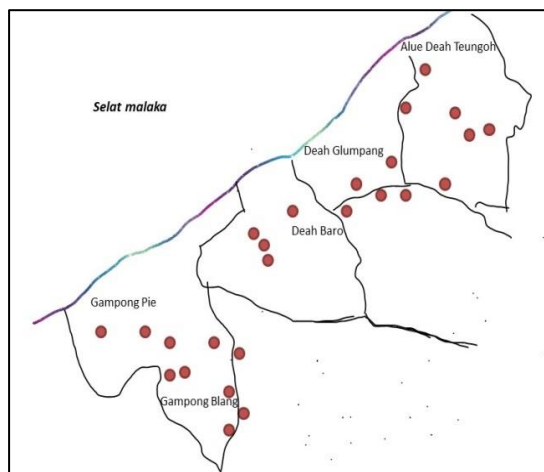 Alue Deah Teungoh
Selat malaka
Deah Glumpang
Deah Baro
Gampong Pie
Gampong Blang